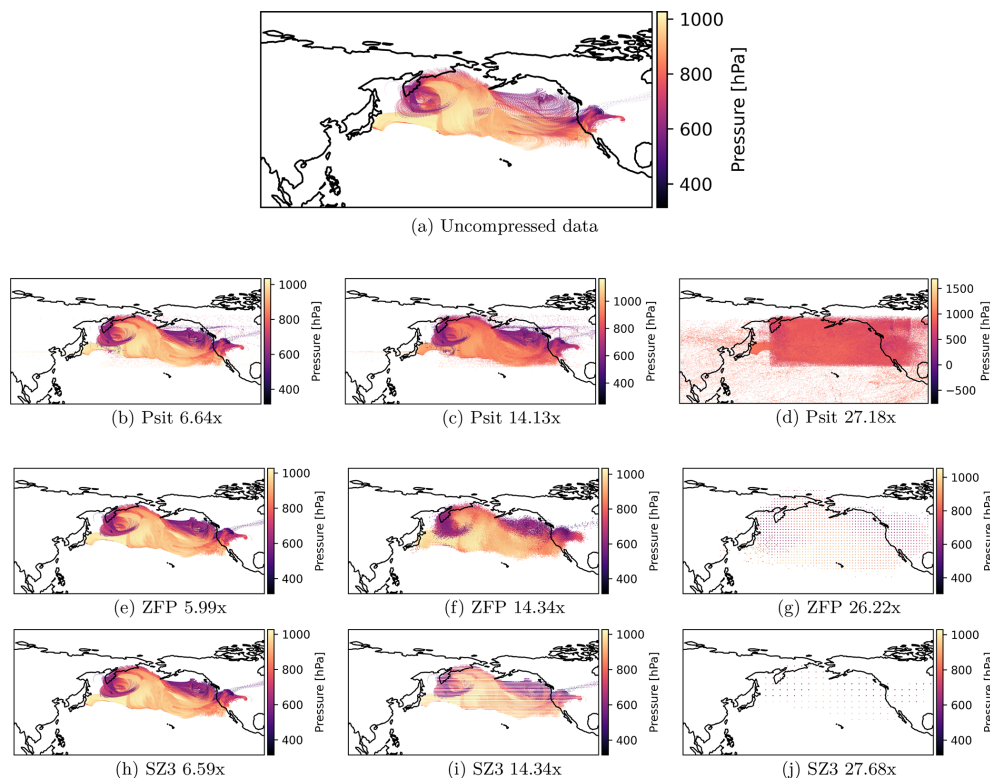 1000
800
600
400
Pressure [hPa]
(a) Uncompressed data
1000
800
600
400
Pressure [hPa]
(b) Psit 6.64x
1000
800
600
400
Pressure [hPa]
(c) Psit 14.13x
1500
1000
500
0
−500
Pressure [hPa]
(d) Psit 27.18x
1000
800
600
400
Pressure [hPa]
(e) ZFP 5.99x
1000
800
600
400
Pressure [hPa]
(f) ZFP 14.34x
1000
800
600
400
Pressure [hPa]
(g) ZFP 26.22x
1000
800
600
400
Pressure [hPa]
(h) SZ3 6.59x
1000
800
600
400
Pressure [hPa]
(i) SZ3 14.34x
1000
800
600
400
Pressure [hPa]
(j) SZ3 27.68x